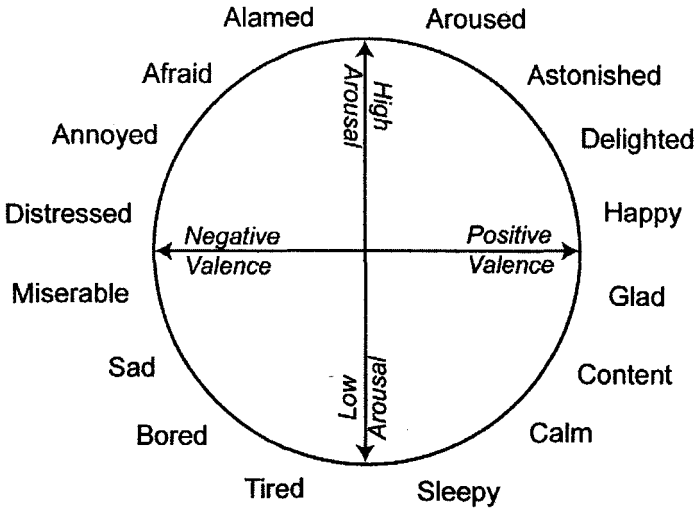 Alamed
Aroused
Afraid
Astonished
Annoyed
Delighted
High
Arousal
Distressed
Happy
Negative
Valence
Positive
Valence
Miserable
Glad
Sad
Content
Low
Arousal
Bored
Calm
Tired
Sleepy